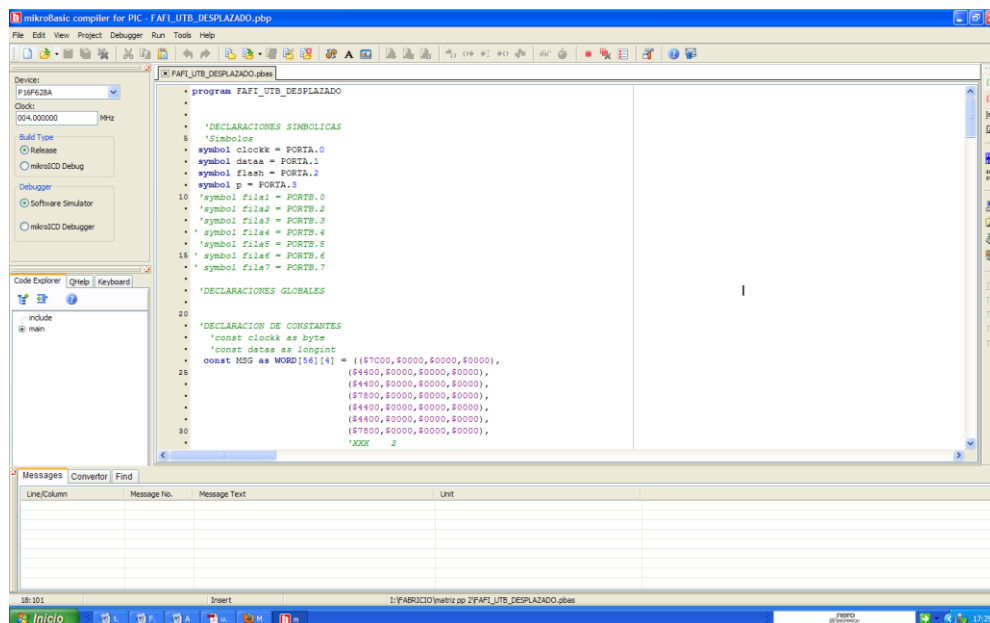 mikroBasic compiler for PIC - FAFI_UTB_DESPLAZADO.pbp
File Edit View Project Debugger Run Tools Help
FAFI_UTB_DESPLAZADO.pbas
Device:
P16F628A
Clock:
004.000000 MHz
Build Type
Release
mikroICD Debug
Debugger
Software Simulator
mikroICD Debugger
Code Explorer QHelp Keyboard
include
main
program FAFI_UTB_DESPLAZADO
'DECLARACIONES SIMBOLICAS
5 'Simbolos
symbol clockk = PORTA.0
symbol dataa = PORTA.1
symbol flash = PORTA.2
symbol p = PORTA.3
10 'symbol fila1 = PORTB.0
'symbol fila2 = PORTB.2
'symbol fila3 = PORTB.3
' symbol fila4 = PORTB.4
'symbol fila5 = PORTB.5
15 ' symbol fila6 = PORTB.6
' symbol fila7 = PORTB.7
'DECLARACIONES GLOBALES
20
'DECLARACION DE CONSTANTES
'const clockk as byte
'const dataa as longint
const MSG as WORD[56][4] = (($7C00,$0000,$0000,$0000),
25 ($4400,$0000,$0000,$0000),
($4400,$0000,$0000,$0000),
($7800,$0000,$0000,$0000),
($4400,$0000,$0000,$0000),
($4400,$0000,$0000,$0000),
30 ($7800,$0000,$0000,$0000),
'XXX 2
Messages Convertor Find
Line/Column Message No. Message Text Unit
18:101 Insert I:\FABRICIO\matriz pp 2\FAFI_UTB_DESPLAZADO.pbas
Inicio t. F. A u. M m
nero
17:29